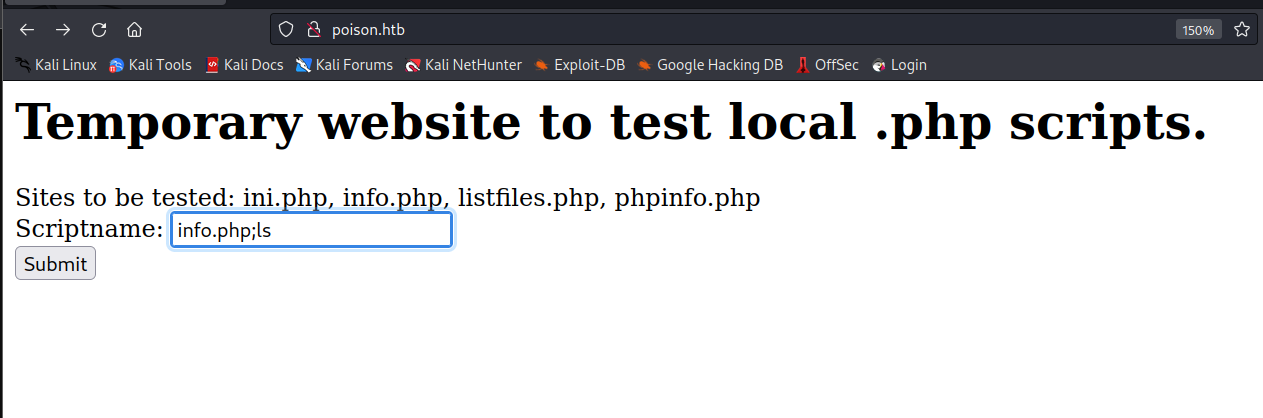 poison.htb
150%
Kali Linux Kali Tools Kali Docs Kali Forums Kali NetHunter Exploit-DB Google Hacking DB OffSec Login
Temporary website to test local .php scripts.
Sites to be tested: ini.php, info.php, listfiles.php, phpinfo.php
Scriptname: info.php;ls
Submit